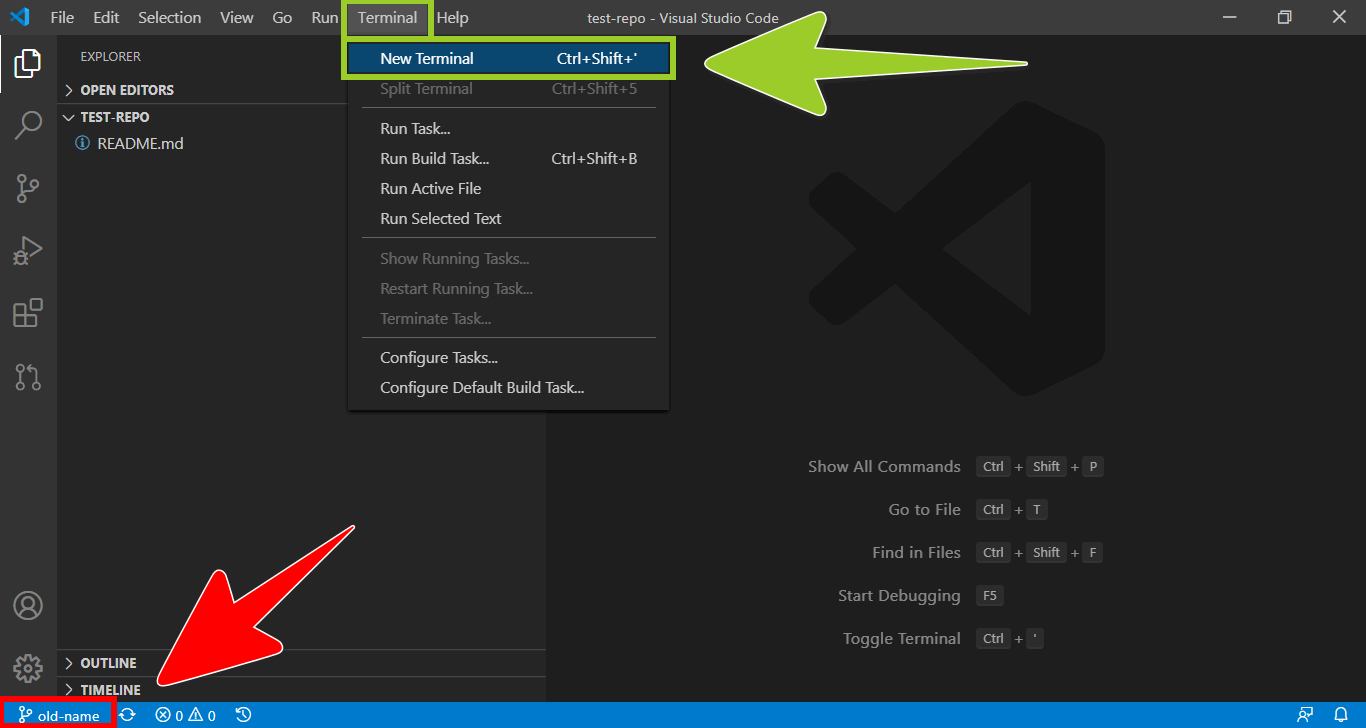 File Edit Selection View Go Run Terminal Help test-repo - Visual Studio Code
EXPLORER
OPEN EDITORS
TEST-REPO
README.md
New Terminal Ctrl+Shift+'
Split Terminal Ctrl+Shift+5
Run Task...
Run Build Task... Ctrl+Shift+B
Run Active File
Run Selected Text
Show Running Tasks...
Restart Running Task...
Terminate Task...
Configure Tasks...
Configure Default Build Task...
Show All Commands Ctrl + Shift + P
Go to File Ctrl + T
Find in Files Ctrl + Shift + F
Start Debugging F5
Toggle Terminal Ctrl + '
OUTLINE
TIMELINE
old-name 0 0